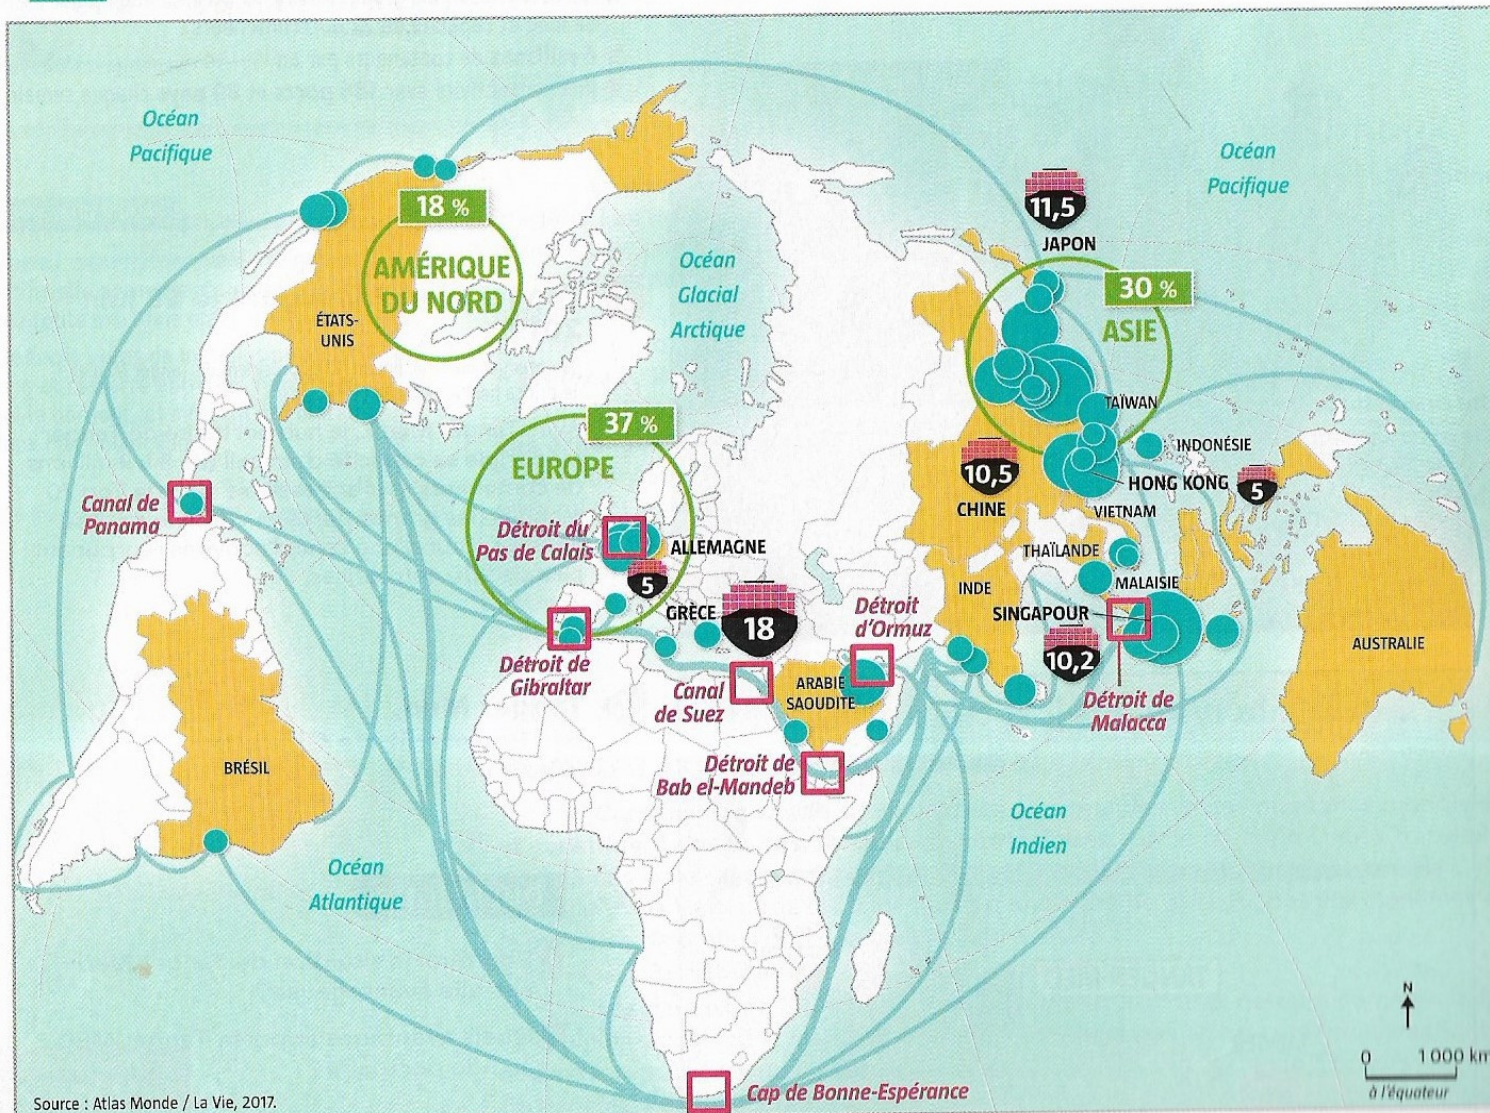 Océan
Pacifique
Océan
Pacifique
11,5
JAPON
18 %
AMÉRIQUE
DU NORD
Océan
Glacial
Arctique
30 %
ASIE
ÉTATS-
UNIS
37 %
EUROPE
TAÏWAN
INDONÉSIE
10,5
HONG KONG
5
CHINE
VIETNAM
Canal de
Panama
Détroit du
Pas de Calais
ALLEMAGNE
THAÏLANDE
5
INDE
MALAISIE
GRÈCE
18
Détroit
d'Ormuz
SINGAPOUR
10,2
AUSTRALIE
Détroit de
Gibraltar
Canal
de Suez
ARABIE
SAOUDITE
Détroit de
Malacca
BRÉSIL
Détroit de
Bab el-Mandeb
Océan
Indien
Océan
Atlantique
N
0 1 000 km
à l'équateur
Cap de Bonne-Espérance
Source : Atlas Monde / La Vie, 2017.